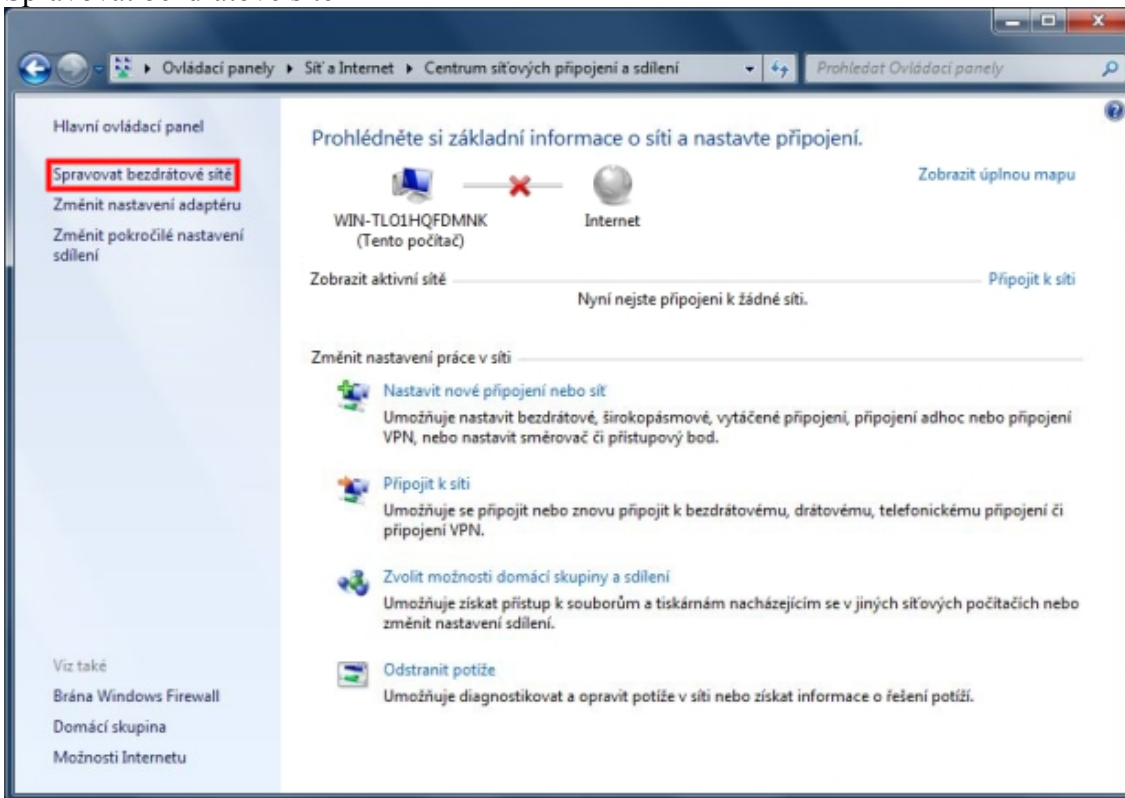 Spravovat bezdrátové sítě
Ovládací panely ▸ Síť a Internet ▸ Centrum síťových připojení a sdílení
Prohledat Ovládací panely
Hlavní ovládací panel
Spravovat bezdrátové sítě
Změnit nastavení adaptéru
Změnit pokročilé nastavení
sdílení
Prohlédněte si základní informace o síti a nastavte připojení.
Zobrazit úplnou mapu
WIN-TLO1HQFDMNK
(Tento počítač)
Internet
Zobrazit aktivní sítě
Připojit k síti
Nyní nejste připojeni k žádné síti.
Změnit nastavení práce v síti
Nastavit nové připojení nebo síť
Umožňuje nastavit bezdrátové, širokopásmové, vytáčené připojení, připojení adhoc nebo připojení
VPN, nebo nastavit směrovač či přístupový bod.
Připojit k síti
Umožňuje se připojit nebo znovu připojit k bezdrátovému, drátovému, telefonickému připojení či
připojení VPN.
Zvolit možnosti domácí skupiny a sdílení
Umožňuje získat přístup k souborům a tiskárnám nacházejícím se v jiných síťových počítačích nebo
změnit nastavení sdílení.
Odstranit potíže
Umožňuje diagnostikovat a opravit potíže v síti nebo získat informace o řešení potíží.
Viz také
Brána Windows Firewall
Domácí skupina
Možnosti Internetu